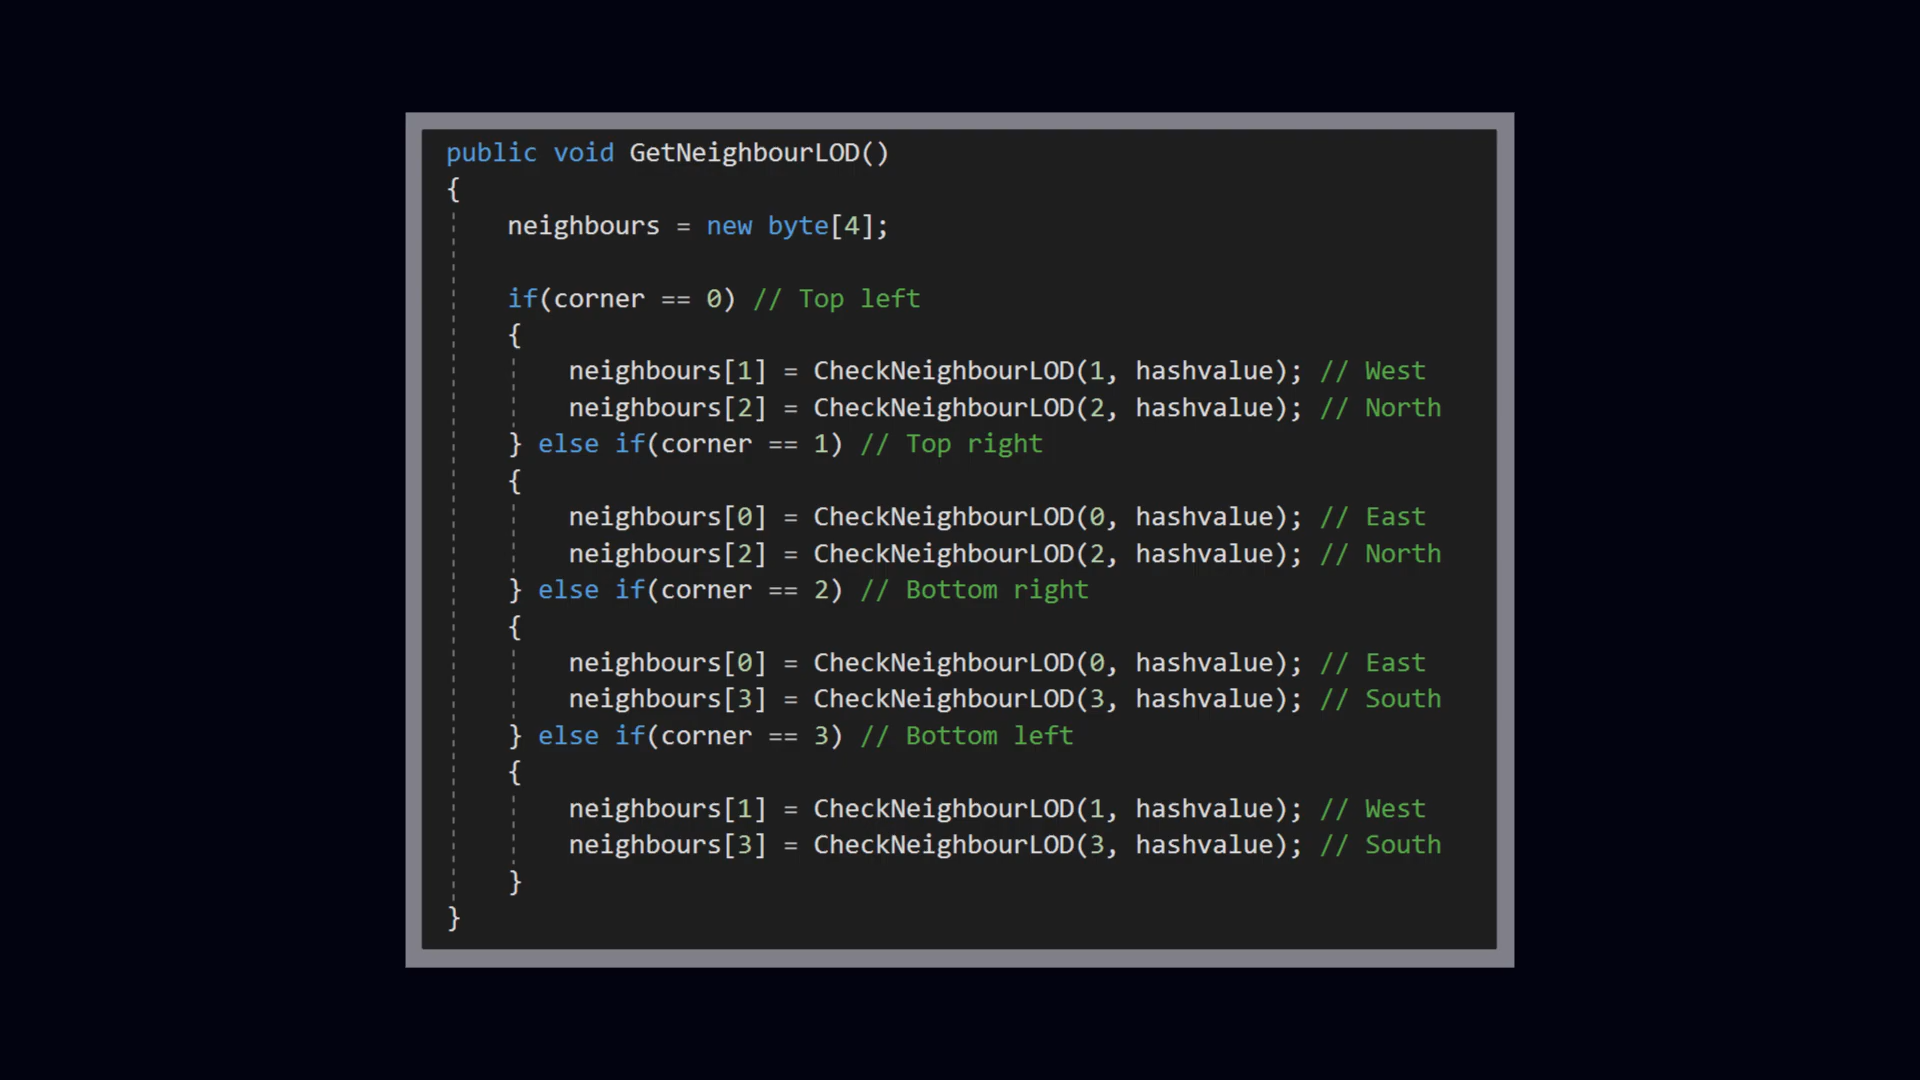 public void GetNeighbourLOD()
{
neighbours = new byte[4];
if(corner == 0) // Top left
{
neighbours[1] = CheckNeighbourLOD(1, hashvalue); // West
neighbours[2] = CheckNeighbourLOD(2, hashvalue); // North
} else if(corner == 1) // Top right
{
neighbours[0] = CheckNeighbourLOD(0, hashvalue); // East
neighbours[2] = CheckNeighbourLOD(2, hashvalue); // North
} else if(corner == 2) // Bottom right
{
neighbours[0] = CheckNeighbourLOD(0, hashvalue); // East
neighbours[3] = CheckNeighbourLOD(3, hashvalue); // South
} else if(corner == 3) // Bottom left
{
neighbours[1] = CheckNeighbourLOD(1, hashvalue); // West
neighbours[3] = CheckNeighbourLOD(3, hashvalue); // South
}
}